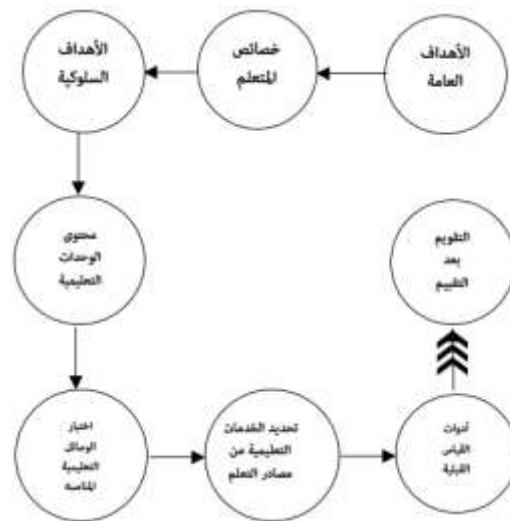 الأهداف
العامة
خصائص
المتعلم
الأهداف
السلوكية
محتوى
الوحدات
التعليمية
اختيار
الوسائل
التعليمية
المناسبه
تحديد الخدمات
التعليمية من
مصادر التعلم
أدوات
القياس
القبلية
التقويم
بعد
التقييم